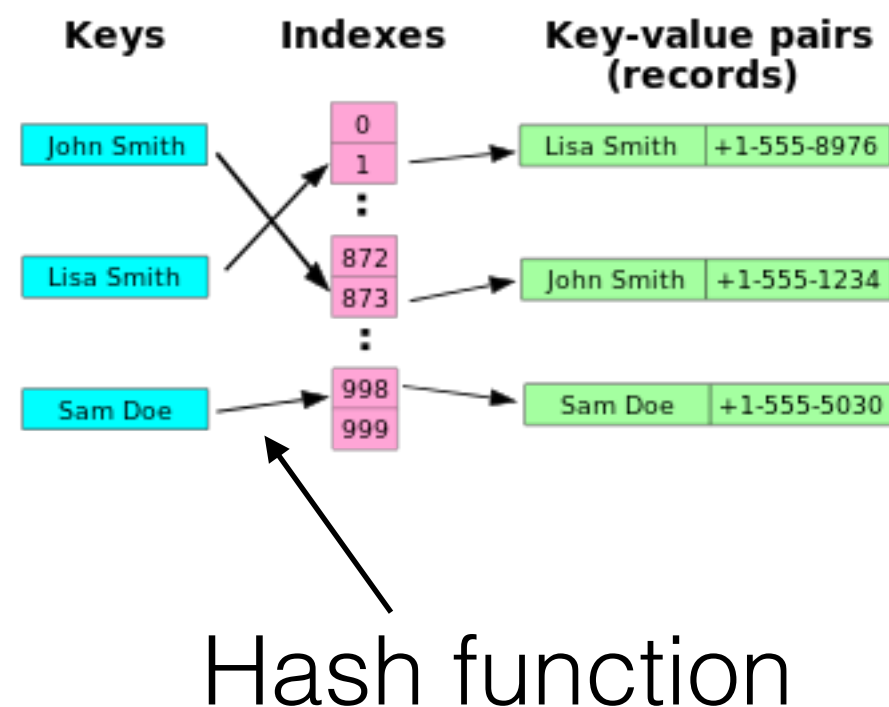 Keys
Indexes
Key-value pairs
(records)
John Smith
Lisa Smith
Sam Doe
0
1
:
872
873
:
998
999
Lisa Smith +1-555-8976
John Smith +1-555-1234
Sam Doe +1-555-5030
Hash function